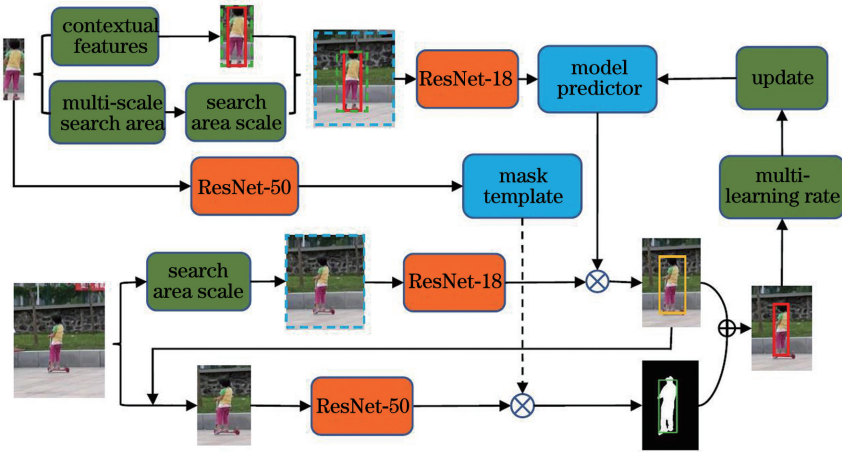 contextual
features
multi-scale
search area
search
area scale
ResNet-18
model
predictor
update
ResNet-50
mask
template
multi-
learning rate
search
area scale
ResNet-18
ResNet-50